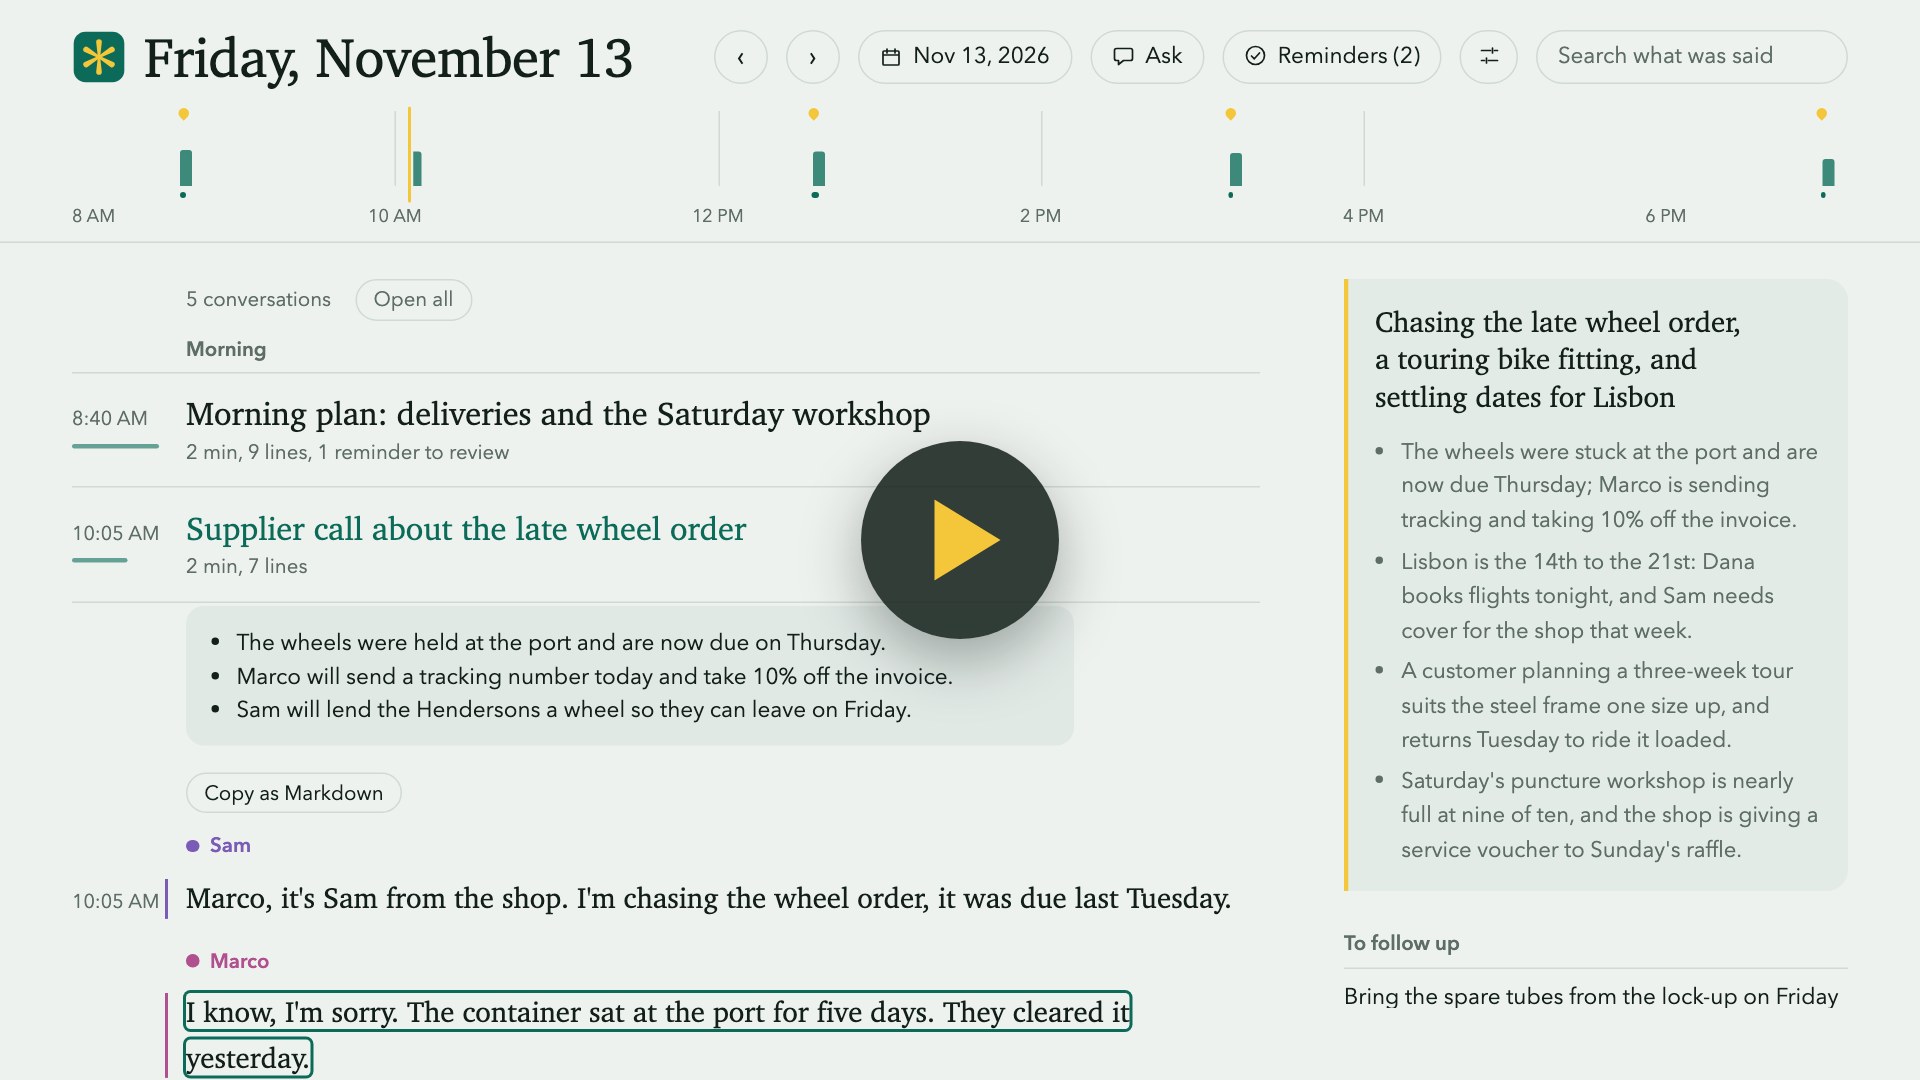 Friday, November 13
‹
›
Nov 13, 2026
Ask
Reminders (2)
Search what was said
8 AM
10 AM
12 PM
2 PM
4 PM
6 PM
5 conversations
Open all
Morning
8:40 AM
Morning plan: deliveries and the Saturday workshop
2 min, 9 lines, 1 reminder to review
10:05 AM
Supplier call about the late wheel order
2 min, 7 lines
• The wheels were held at the port and are now due on Thursday.
• Marco will send a tracking number today and take 10% off the invoice.
• Sam will lend the Hendersons a wheel so they can leave on Friday.
Copy as Markdown
Sam
10:05 AM
Marco, it's Sam from the shop. I'm chasing the wheel order, it was due last Tuesday.
Marco
I know, I'm sorry. The container sat at the port for five days. They cleared it
yesterday.
Chasing the late wheel order,
a touring bike fitting, and
settling dates for Lisbon
• The wheels were stuck at the port and are
now due Thursday; Marco is sending
tracking and taking 10% off the invoice.
• Lisbon is the 14th to the 21st: Dana
books flights tonight, and Sam needs
cover for the shop that week.
• A customer planning a three-week tour
suits the steel frame one size up, and
returns Tuesday to ride it loaded.
• Saturday's puncture workshop is nearly
full at nine of ten, and the shop is giving a
service voucher to Sunday's raffle.
To follow up
Bring the spare tubes from the lock-up on Friday